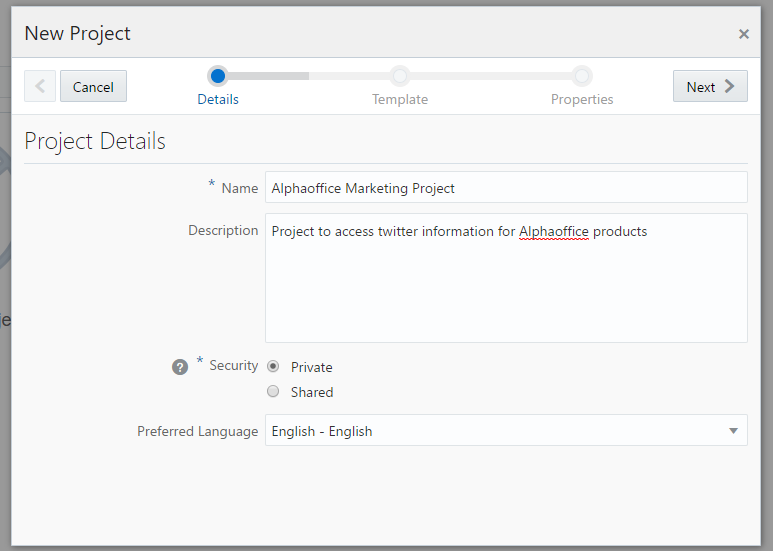 New Project
×
Cancel
Details
Template
Properties
Next
Project Details
* Name
Alphaoffice Marketing Project
Description
Project to access twitter information for Alphaoffice products
? * Security
Private
Shared
Preferred Language
English - English
je